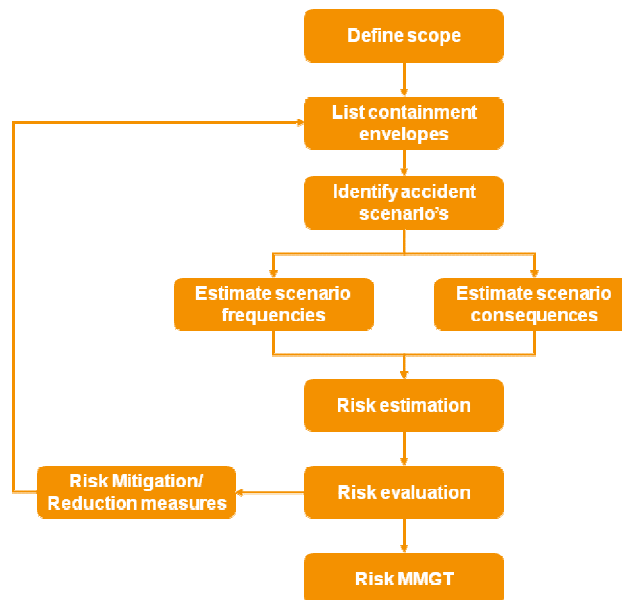 Define scope
List containment
envelopes
Identify accident
scenario's
Estimate scenario
frequencies
Estimate scenario
consequences
Risk estimation
Risk Mitigation/
Reduction measures
Risk evaluation
Risk MMGT